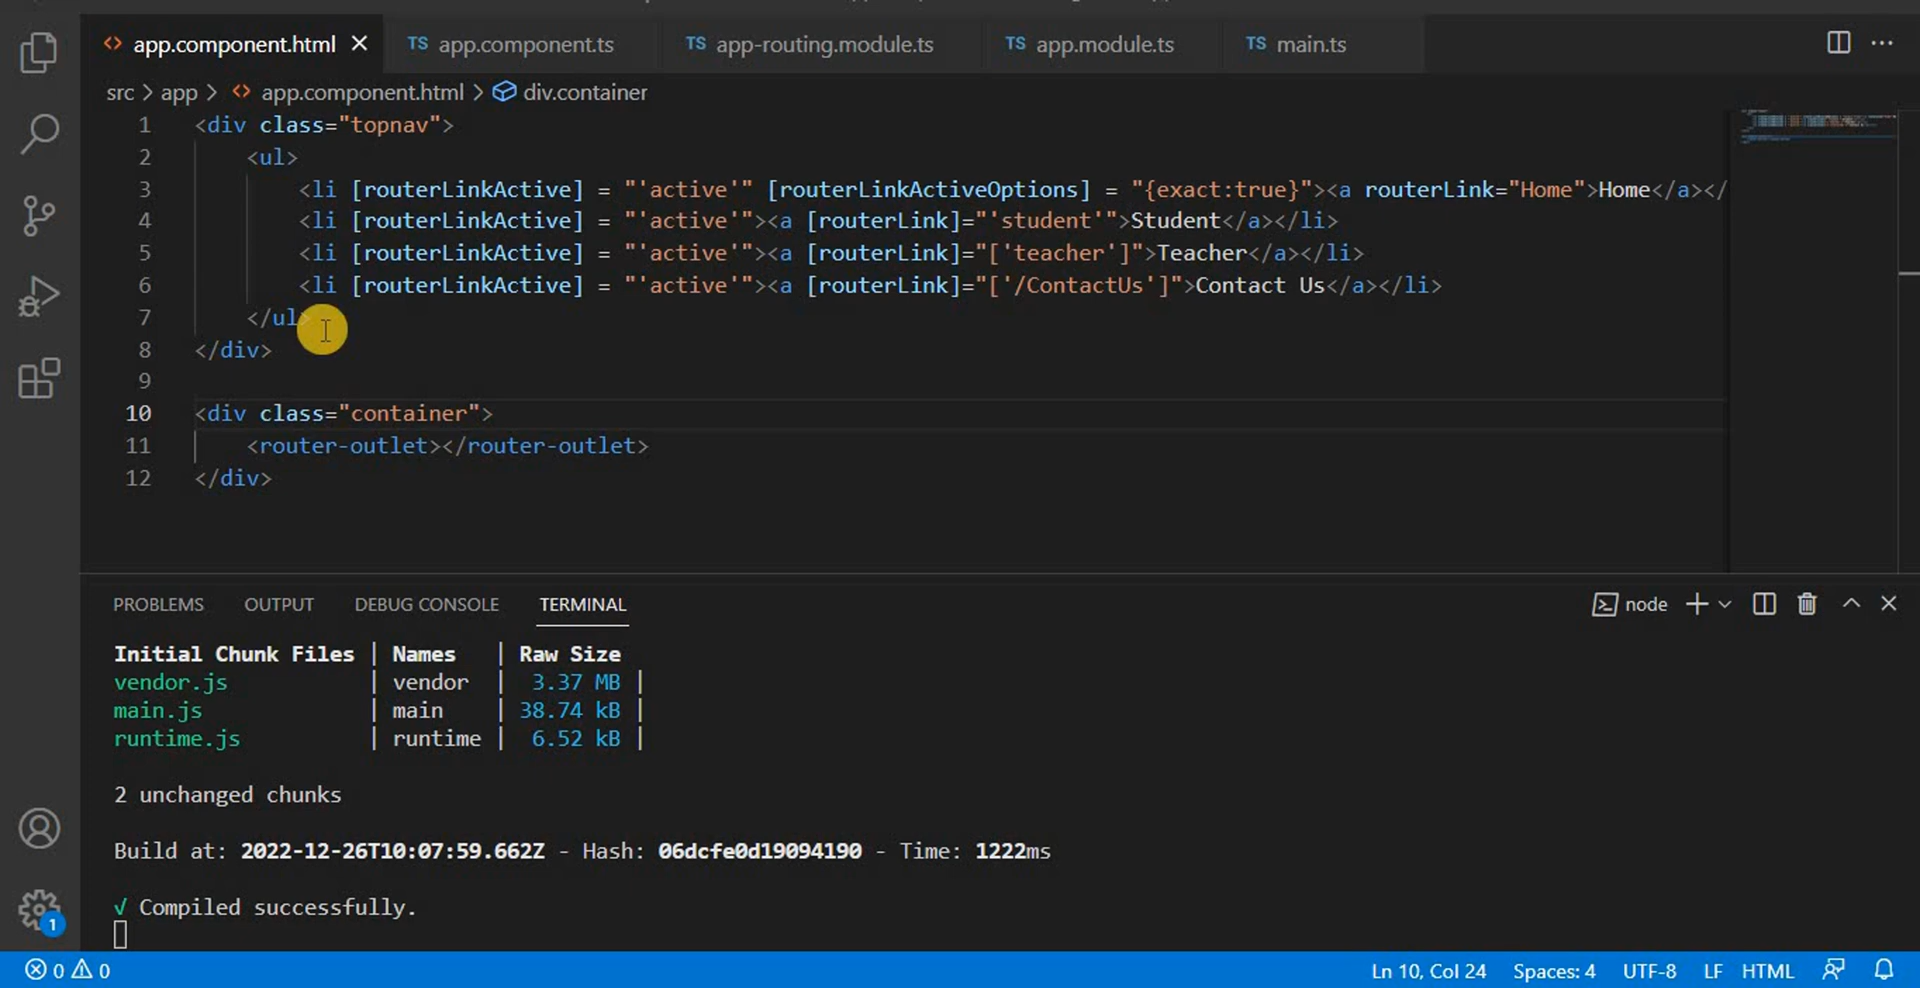 <> app.component.html × TS app.component.ts TS app-routing.module.ts TS app.module.ts TS main.ts
src > app > <> app.component.html > div.container
1 <div class="topnav">
2 <ul>
3 <li [routerLinkActive] = "'active'" [routerLinkActiveOptions] = "{exact:true}"><a routerLink="Home">Home</a></
4 <li [routerLinkActive] = "'active'"><a [routerLink]="'student'">Student</a></li>
5 <li [routerLinkActive] = "'active'"><a [routerLink]="['teacher']">Teacher</a></li>
6 <li [routerLinkActive] = "'active'"><a [routerLink]="['/ContactUs']">Contact Us</a></li>
7 </ul>
8 </div>
9
10 <div class="container">
11 <router-outlet></router-outlet>
12 </div>
PROBLEMS OUTPUT DEBUG CONSOLE TERMINAL node
Initial Chunk Files | Names | Raw Size
vendor.js | vendor | 3.37 MB |
main.js | main | 38.74 kB |
runtime.js | runtime | 6.52 kB |
2 unchanged chunks
Build at: 2022-12-26T10:07:59.662Z - Hash: 06dcfe0d19094190 - Time: 1222ms
√ Compiled successfully.
1
0 0 Ln 10, Col 24 Spaces: 4 UTF-8 LF HTML